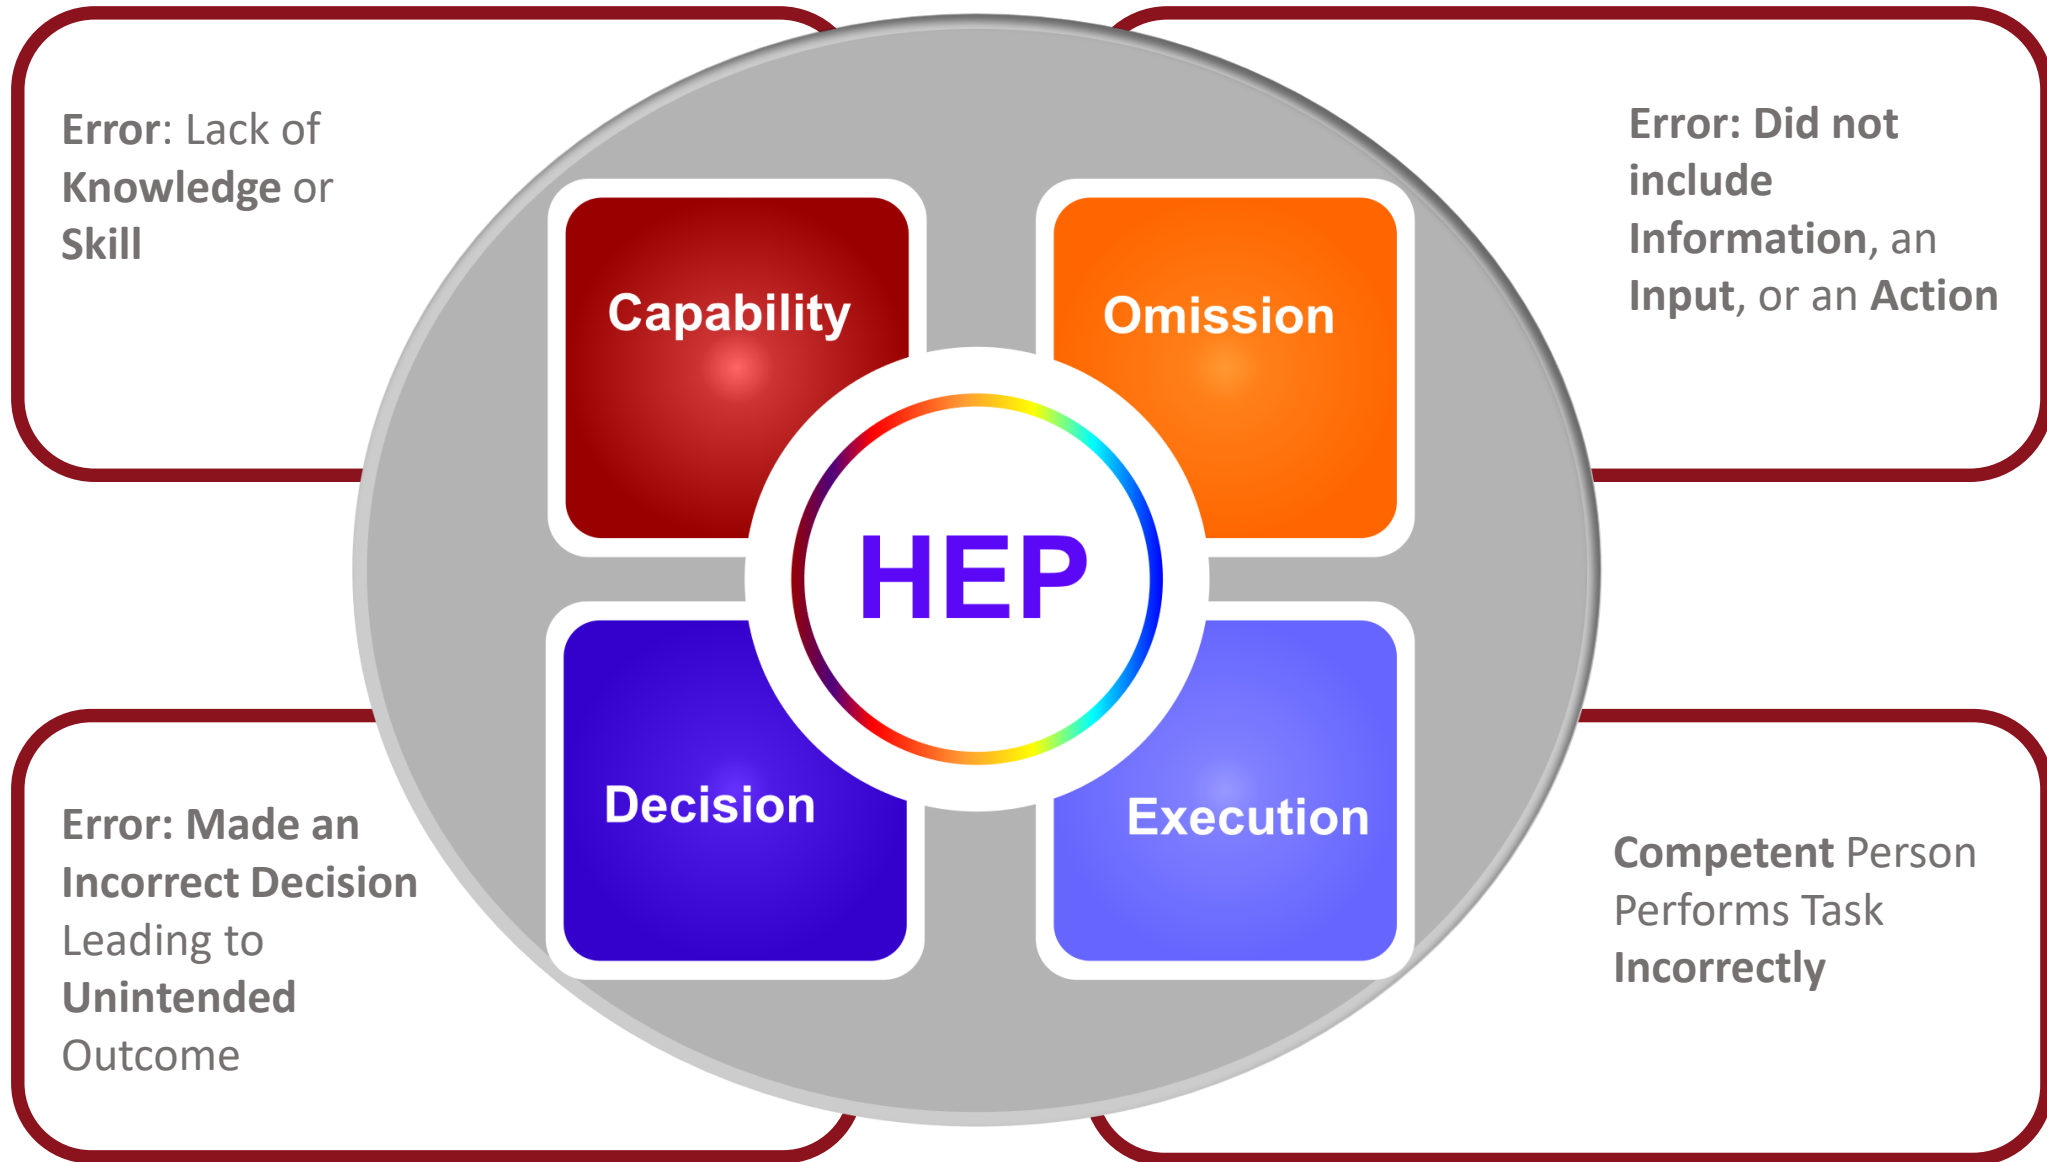 Error: Lack of
Knowledge or
Skill
Error: Did not
include
Information, an
Input, or an Action
Capability
Omission
HEP
Decision
Execution
Error: Made an
Incorrect Decision
Leading to
Unintended
Outcome
Competent Person
Performs Task
Incorrectly